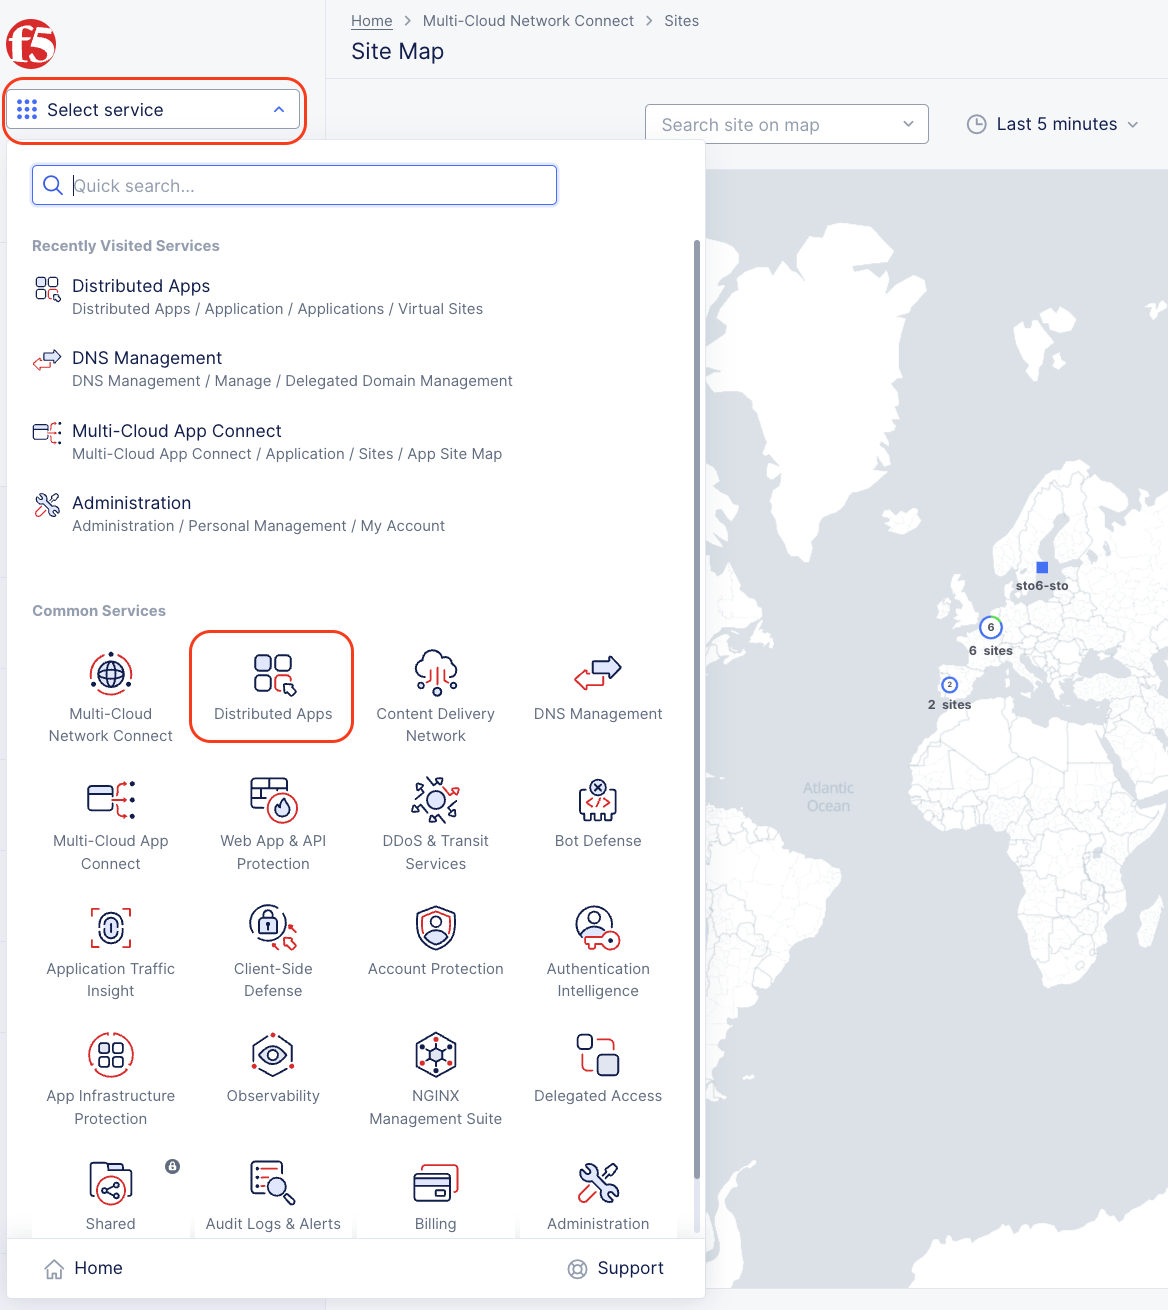 f5
Home > Multi-Cloud Network Connect > Sites
Site Map
Select service
Search site on map
Last 5 minutes
Quick search...
Recently Visited Services
Distributed Apps
Distributed Apps / Application / Applications / Virtual Sites
DNS Management
DNS Management / Manage / Delegated Domain Management
Multi-Cloud App Connect
Multi-Cloud App Connect / Application / Sites / App Site Map
Administration
Administration / Personal Management / My Account
Common Services
Multi-Cloud
Network Connect
Distributed Apps
Content Delivery
Network
DNS Management
Multi-Cloud App
Connect
Web App & API
Protection
DDoS & Transit
Services
Bot Defense
Application Traffic
Insight
Client-Side
Defense
Account Protection
Authentication
Intelligence
App Infrastructure
Protection
Observability
NGINX
Management Suite
Delegated Access
Shared
Audit Logs & Alerts
Billing
Administration
Home
Support
sto6-sto
6
6 sites
2
2 sites
Atlantic
Ocean